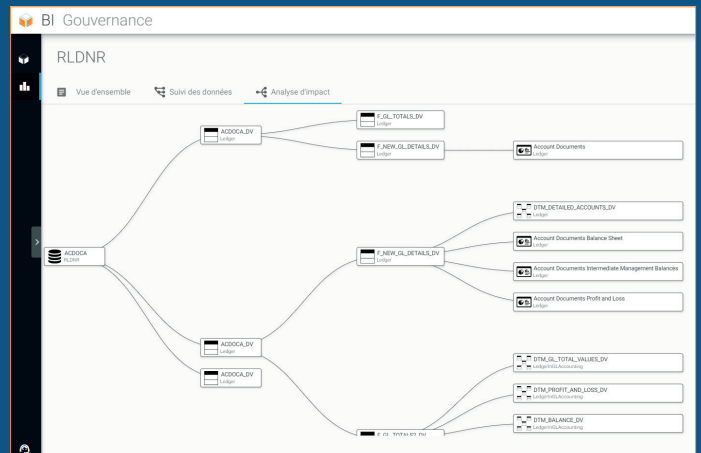 BI Gouvernance
RLDNR
Vue d'ensemble
Suivi des données
Analyse d'impact
F_GL_TOTALS_DV
Ledger
ACDOCA_DV
Ledger
F_NEW_GL_DETAILS_DV
Ledger
Account Documents
Ledger
DTM_DETAILED_ACCOUNTS_DV
Ledger
Account Documents Balance Sheet
Ledger
ACDOCA
RLDNR
F_NEW_GL_DETAILS_DV
Ledger
Account Documents Intermediate Management Balances
Ledger
Account Documents Profit and Loss
Ledger
ACDOCA_DV
Ledger
DTM_GL_TOTAL_VALUES_DV
LedgerInGLAccounting
ACDOCA_DV
Ledger
DTM_PROFIT_AND_LOSS_DV
LedgerInGLAccounting
DTM_BALANCE_DV
LedgerInGLAccounting